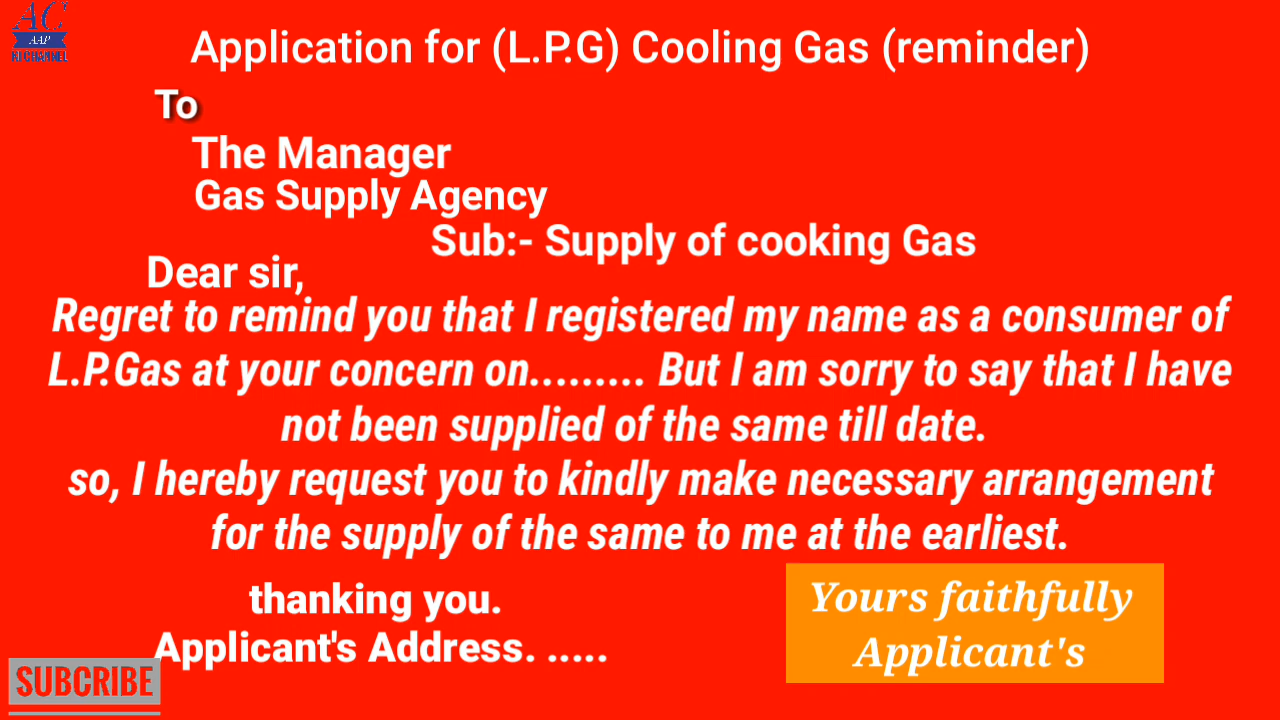 AC
AAP
RJ CHANNEL
Application for (L.P.G) Cooling Gas (reminder)
To
The Manager
Gas Supply Agency
Sub:- Supply of cooking Gas
Dear sir,
Regret to remind you that I registered my name as a consumer of
L.P.Gas at your concern on......... But I am sorry to say that I have
not been supplied of the same till date.
so, I hereby request you to kindly make necessary arrangement
for the supply of the same to me at the earliest.
thanking you.
Yours faithfully
Applicant's
Applicant's Address. .....
SUBCRIBE